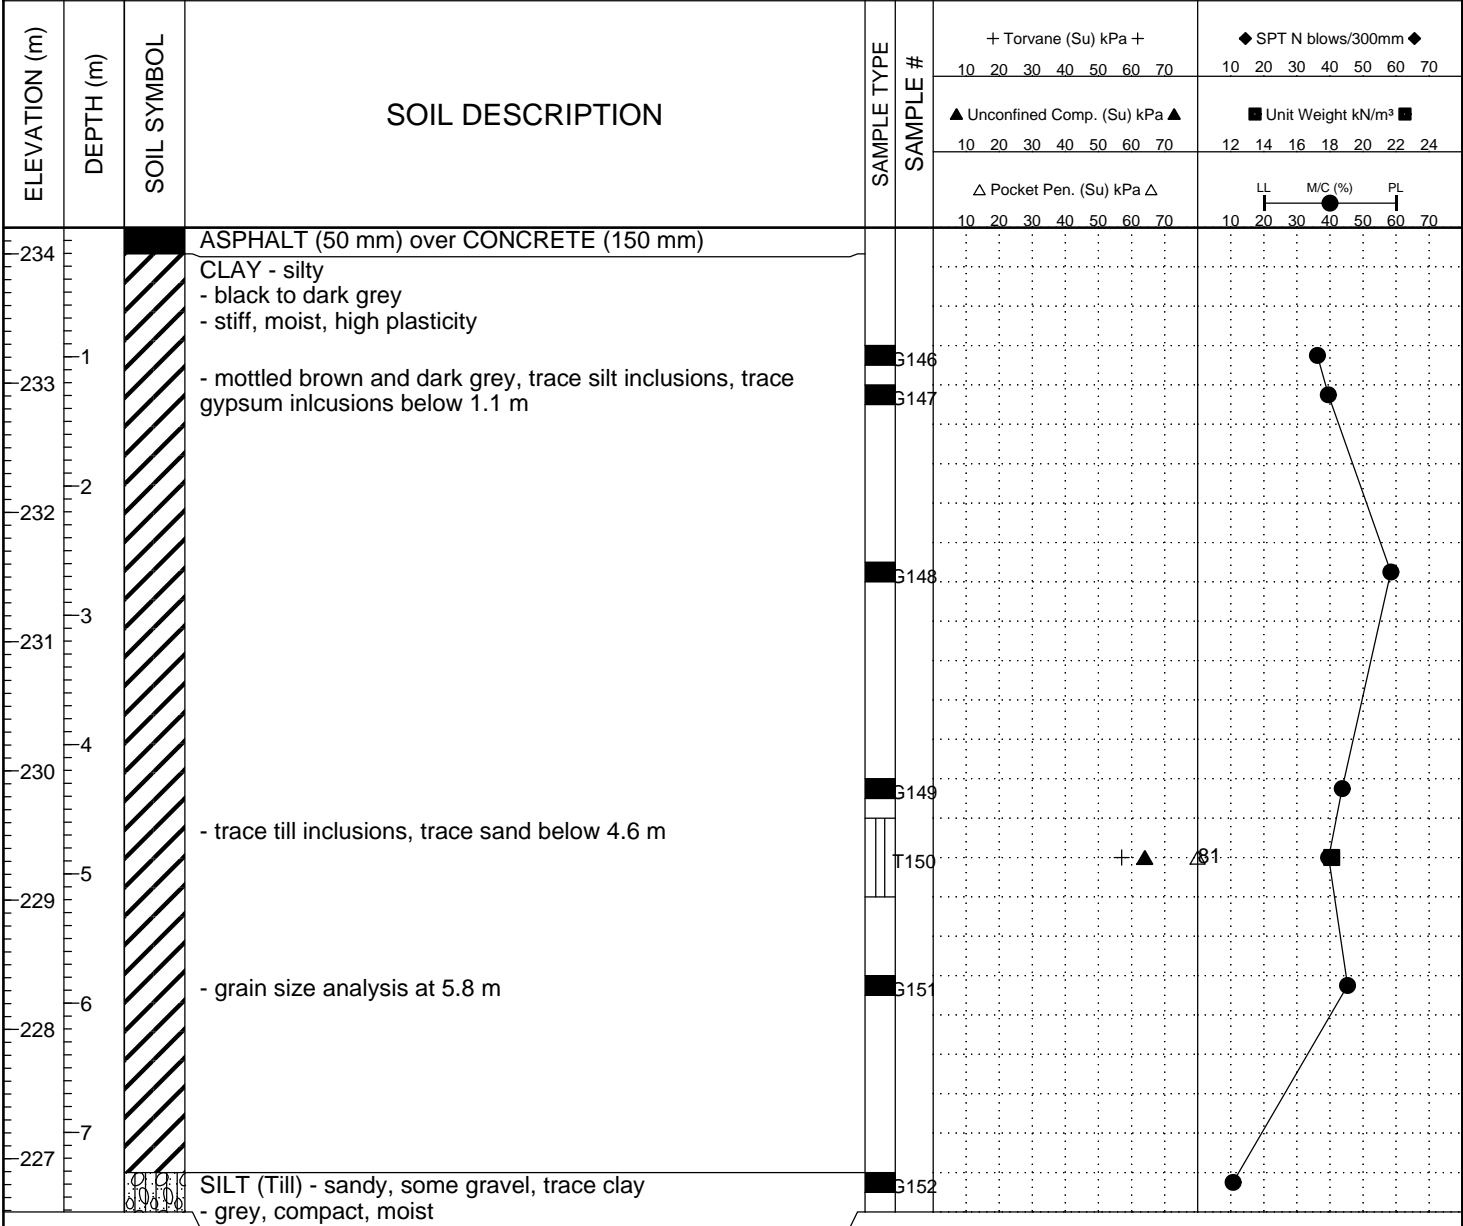 ELEVATION (m)
DEPTH (m)
SOIL SYMBOL
SOIL DESCRIPTION
SAMPLE TYPE
SAMPLE #
+ Torvane (Su) kPa +
10 20 30 40 50 60 70
▲ Unconfined Comp. (Su) kPa ▲
10 20 30 40 50 60 70
△ Pocket Pen. (Su) kPa △
10 20 30 40 50 60 70
◆ SPT N blows/300mm ◆
10 20 30 40 50 60 70
■ Unit Weight kN/m³ ■
12 14 16 18 20 22 24
LL M/C (%) PL
10 20 30 40 50 60 70
ASPHALT (50 mm) over CONCRETE (150 mm)
234
CLAY - silty
- black to dark grey
- stiff, moist, high plasticity
1
G146
233
- mottled brown and dark grey, trace silt inclusions, trace
gypsum inlcusions below 1.1 m
G147
2
232
G148
3
231
4
230
G149
- trace till inclusions, trace sand below 4.6 m
81
5
T150
229
- grain size analysis at 5.8 m
G151
6
228
7
227
SILT (Till) - sandy, some gravel, trace clay
G152
- grey, compact, moist